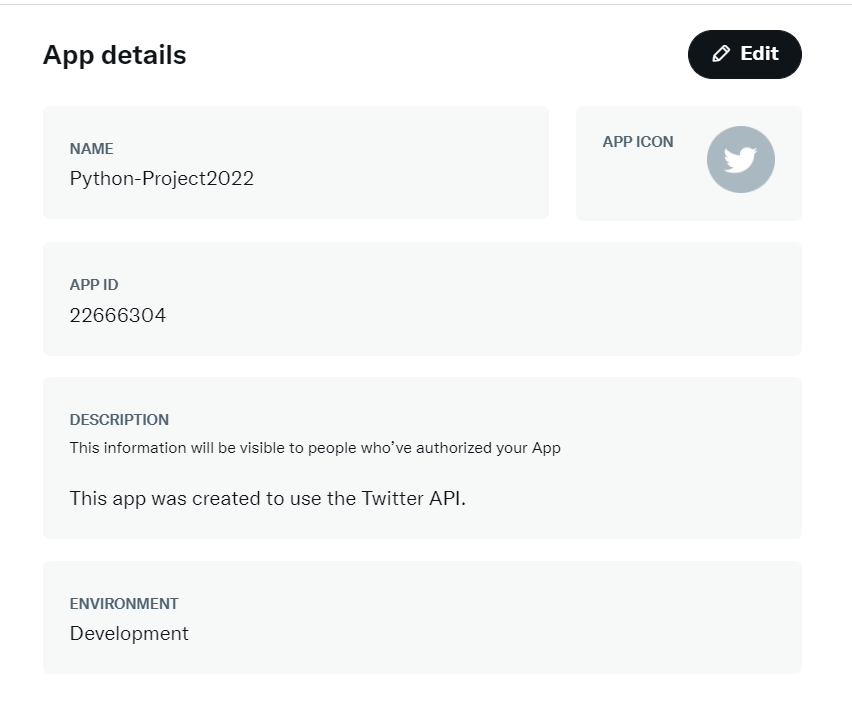 App details
Edit
NAME
Python-Project2022
APP ICON
APP ID
22666304
DESCRIPTION
This information will be visible to people who've authorized your App
This app was created to use the Twitter API.
ENVIRONMENT
Development